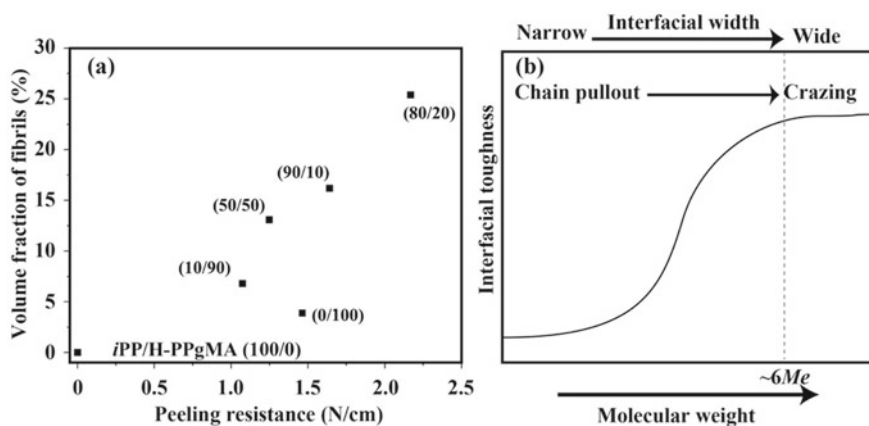 (a)
Volume fraction of fibrils (%)
30
25
20
15
10
5
0
(80/20)
(90/10)
(50/50)
(10/90)
(0/100)
iPP/H-PPgMA (100/0)
0
0.5
1.0
1.5
2.0
2.5
Peeling resistance (N/cm)
Interfacial width
Narrow
Wide
(b)
Chain pullout
Crazing
Interfacial toughness
~6Me
Molecular weight